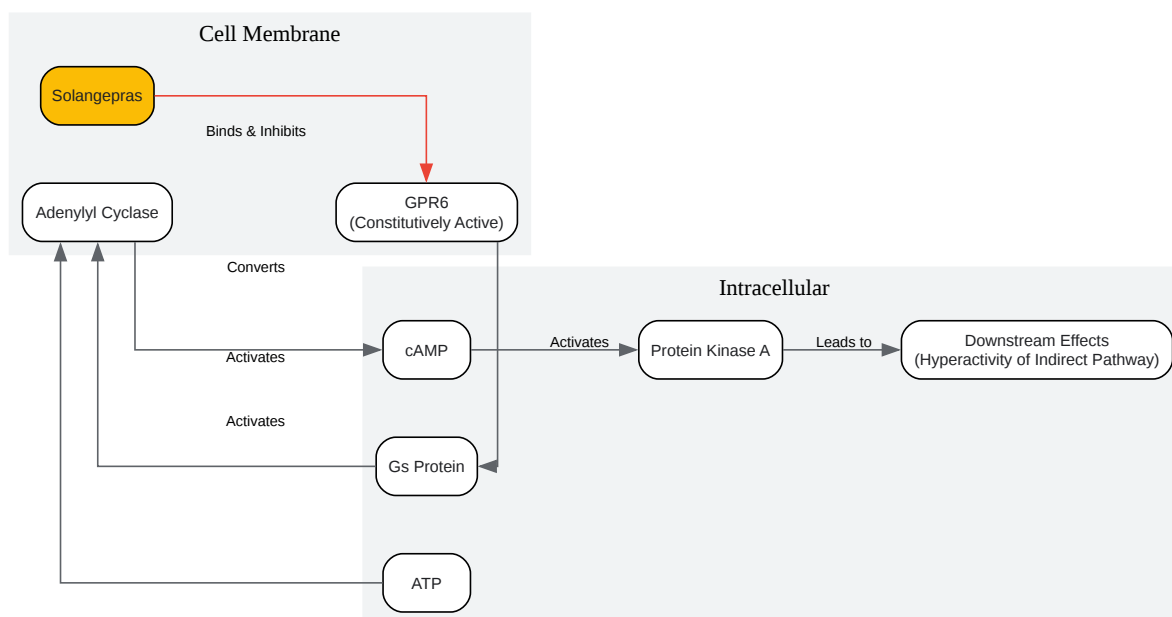 Cell Membrane
Solangepras
Binds & Inhibits
Adenylyl Cyclase
GPR6
(Constitutively Active)
Converts
Intracellular
cAMP
Activates
Protein Kinase A
Leads to
Downstream Effects
(Hyperactivity of Indirect Pathway)
Activates
Activates
Gs Protein
ATP